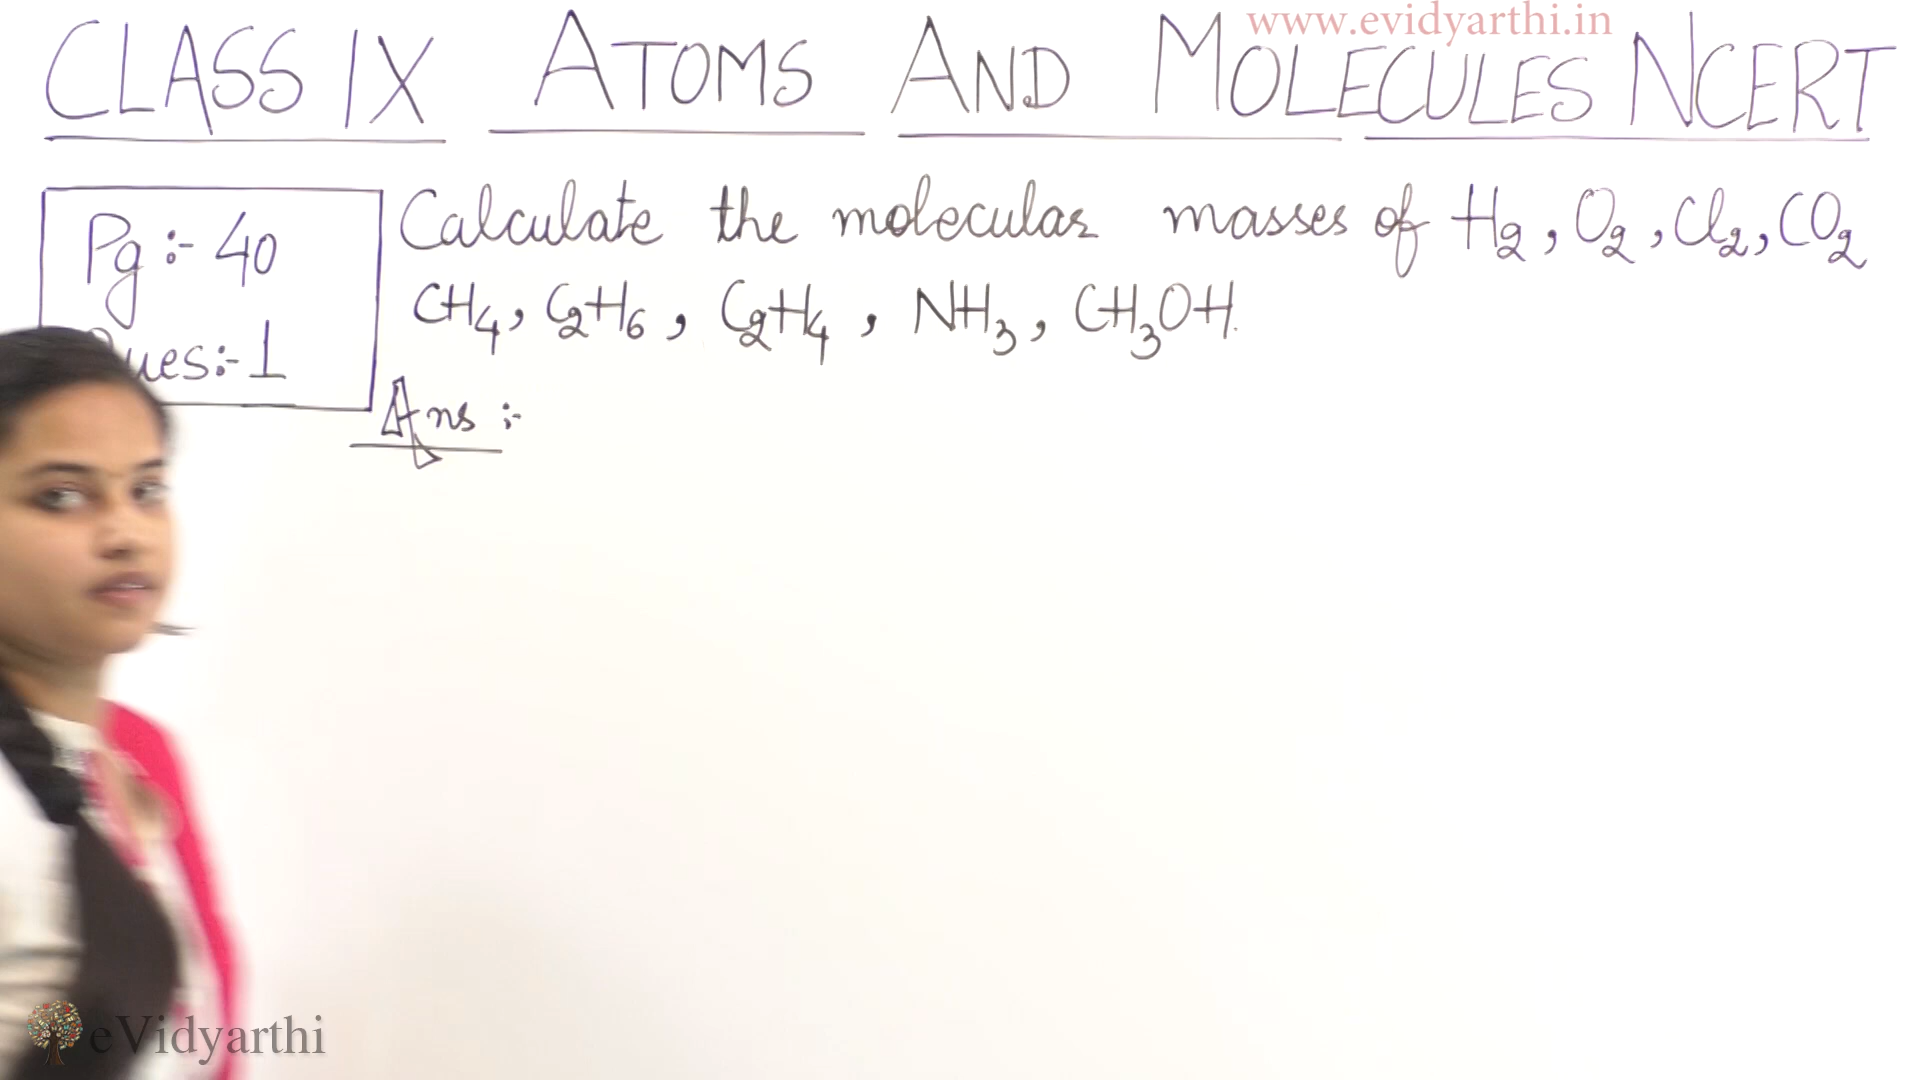 www.evidyarthi.in
CLASS IX ATOMS AND MOLECULES NCERT
Pg:- 40
Ques:- 1
Calculate the molecular masses of H₂, O₂, Cl₂, CO₂
CH₄, C₂H₆, C₂H₄, NH₃, CH₃OH.
Ans :-
eVidyarthi